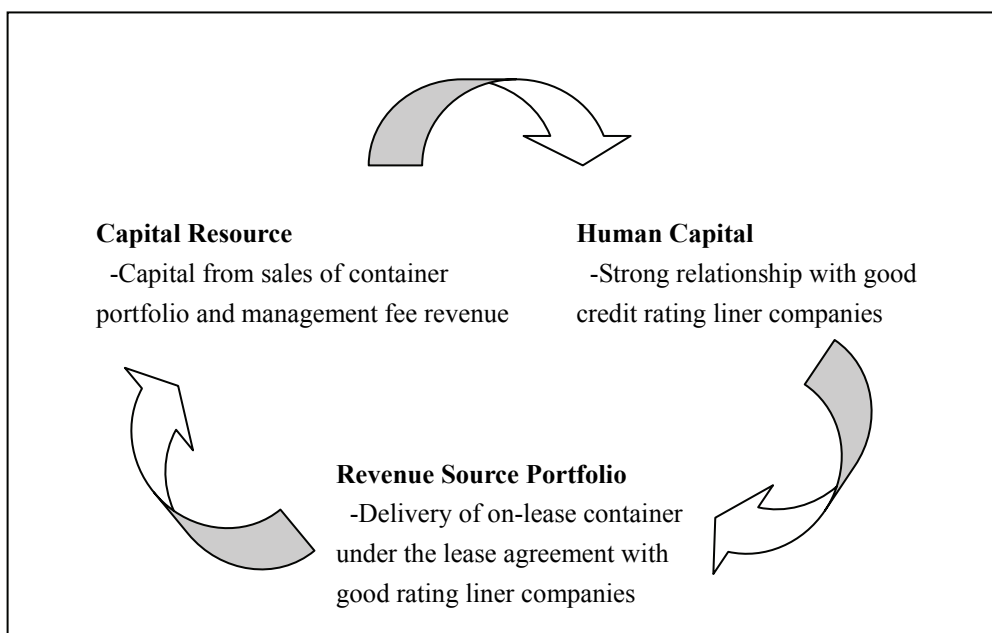 Capital Resource
-Capital from sales of container
portfolio and management fee revenue
Human Capital
-Strong relationship with good
credit rating liner companies
Revenue Source Portfolio
-Delivery of on-lease container
under the lease agreement with
good rating liner companies